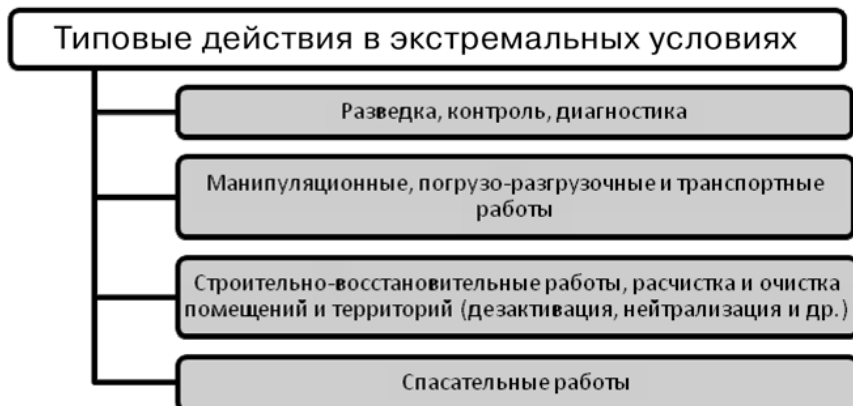 Типовые действия в экстремальных условиях
Разведка, контроль, диагностика
Манипуляционные, погрузо-разгрузочные и транспортные
работы
Строительно-восстановительные работы, расчистка и очистка
помещений и территорий (дезактивация, нейтрализация и др.)
Спасательные работы